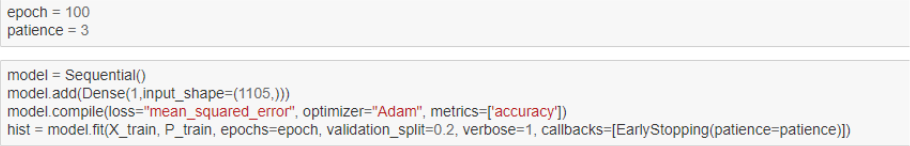 epoch = 100
patience = 3
model = Sequential()
model.add(Dense(1,input_shape=(1105,)))
model.compile(loss="mean_squared_error", optimizer="Adam", metrics=['accuracy'])
hist = model.fit(X_train, P_train, epochs=epoch, validation_split=0.2, verbose=1, callbacks=[EarlyStopping(patience=patience)])